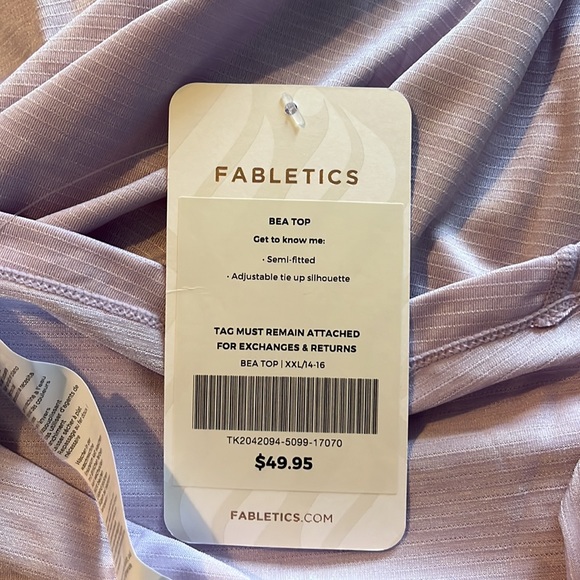 FABLETICS
BEA TOP
Get to know me:
· Semi-fitted
· Adjustable tie up silhouette
TAG MUST REMAIN ATTACHED
FOR EXCHANGES & RETURNS
BEA TOP | XXL/14-16
TK2042094-5099-17070
$49.95
FABLETICS.COM